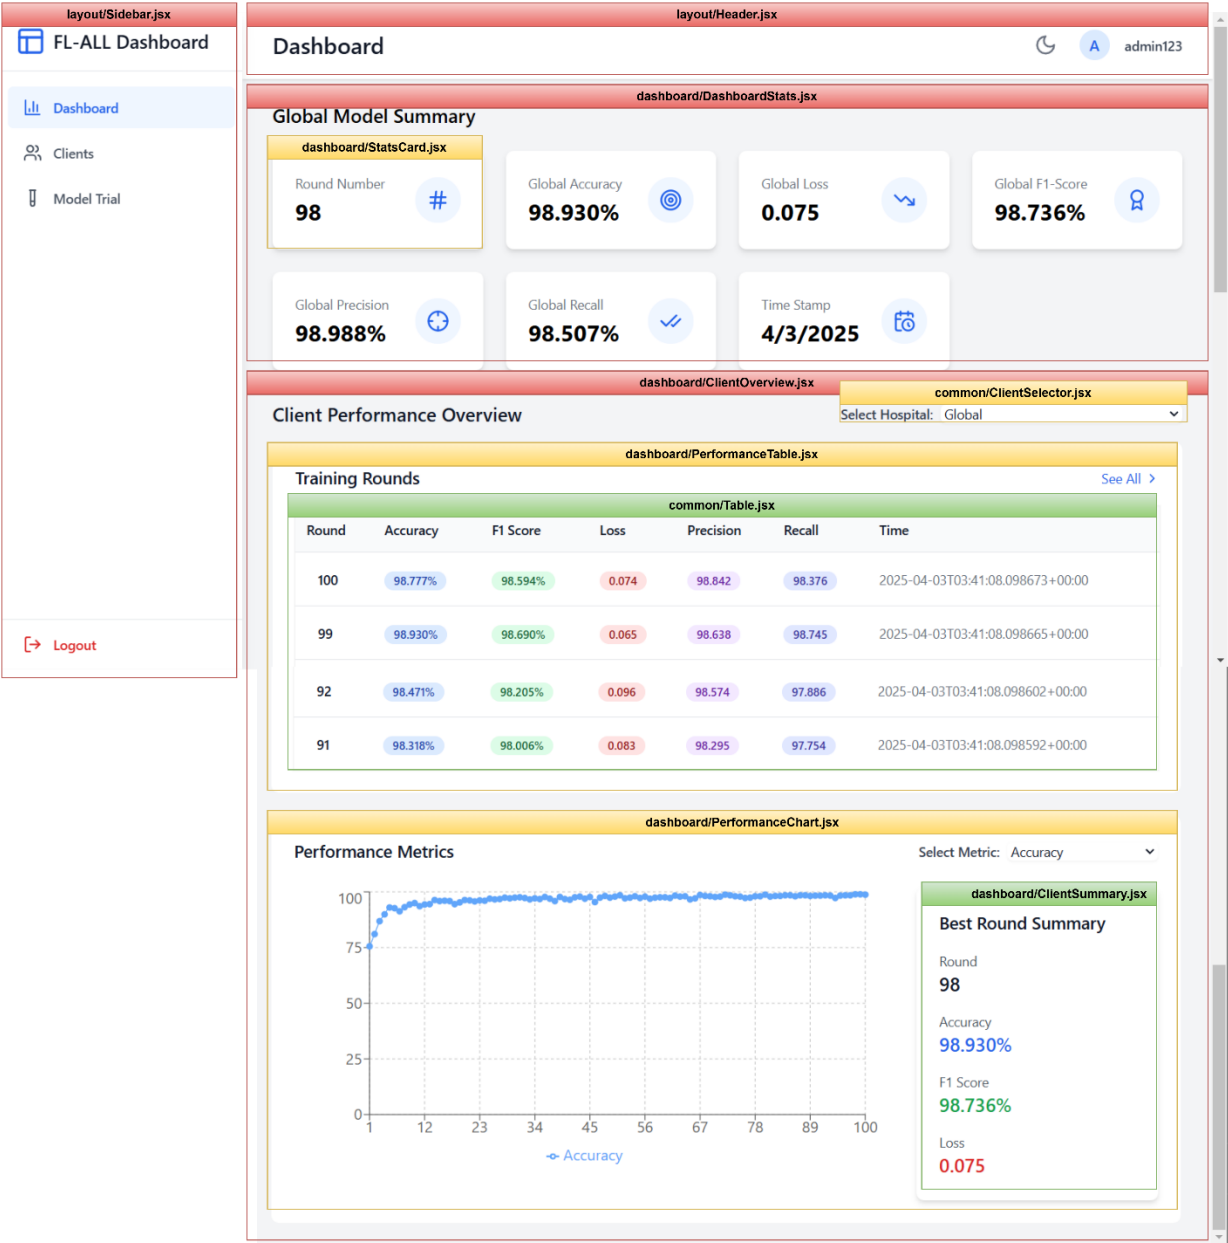 layout/Sidebar.jsx
FL-ALL Dashboard
Dashboard
Clients
Model Trial
Logout
layout/Header.jsx
Dashboard
A
admin123
dashboard/DashboardStats.jsx
Global Model Summary
dashboard/StatsCard.jsx
Round Number
98
Global Accuracy
98.930%
Global Loss
0.075
Global F1-Score
98.736%
Global Precision
98.988%
Global Recall
98.507%
Time Stamp
4/3/2025
dashboard/ClientOverview.jsx
Client Performance Overview
common/ClientSelector.jsx
Select Hospital: Global
dashboard/PerformanceTable.jsx
Training Rounds
See All
common/Table.jsx
Round Accuracy F1 Score Loss Precision Recall Time
100 98.777% 98.594% 0.074 98.842 98.376 2025-04-03T03:41:08.098673+00:00
99 98.930% 98.690% 0.065 98.638 98.745 2025-04-03T03:41:08.098665+00:00
92 98.471% 98.205% 0.096 98.574 97.886 2025-04-03T03:41:08.098602+00:00
91 98.318% 98.006% 0.083 98.295 97.754 2025-04-03T03:41:08.098592+00:00
dashboard/PerformanceChart.jsx
Performance Metrics
Select Metric: Accuracy
100
75
50
25
0
1 12 23 34 45 56 67 78 89 100
Accuracy
dashboard/ClientSummary.jsx
Best Round Summary
Round
98
Accuracy
98.930%
F1 Score
98.736%
Loss
0.075